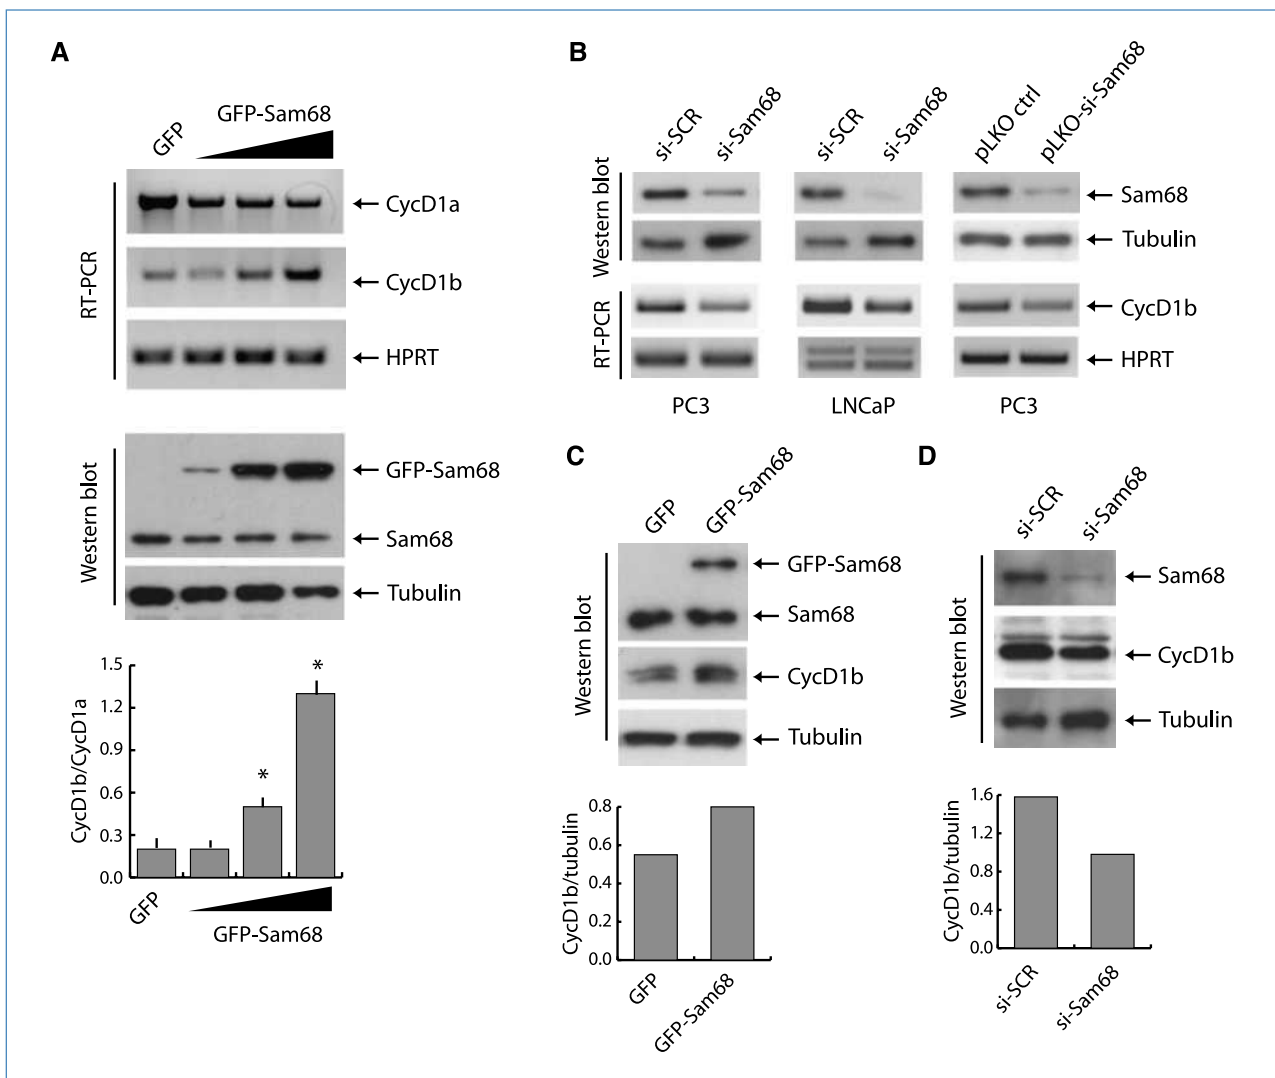 A
GFP
GFP-Sam68
RT-PCR
CycD1a
CycD1b
HPRT
Western blot
GFP-Sam68
Sam68
Tubulin
CycD1b/CycD1a
1.5
1.2
0.9
0.6
0.3
0.0
*
*
GFP
GFP-Sam68
B
si-SCR
si-Sam68
si-SCR
si-Sam68
pLKO ctrl
pLKO-si-Sam68
Western blot
Sam68
Tubulin
RT-PCR
CycD1b
HPRT
PC3
LNCaP
PC3
C
GFP
GFP-Sam68
Western blot
GFP-Sam68
Sam68
CycD1b
Tubulin
CycD1b/tubulin
0.8
0.6
0.4
0.2
0.0
GFP
GFP-Sam68
D
si-SCR
si-Sam68
Western blot
Sam68
CycD1b
Tubulin
CycD1b/tubulin
1.6
1.2
0.8
0.4
0.0
si-SCR
si-Sam68